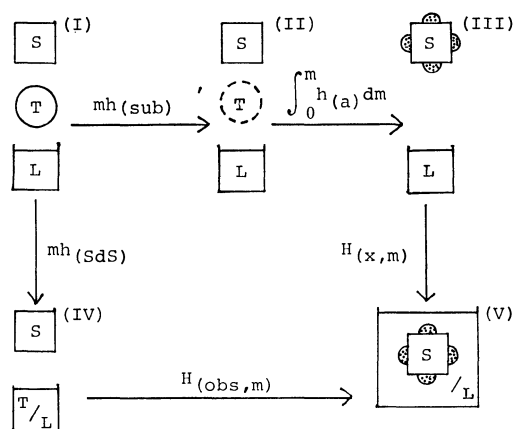 S (I)
S (II)
S (III)
T
mh(sub)
T
∫₀ᵐ h(a) dm
L
L
L
mh(SdS)
H(x,m)
S (IV)
(V)
S
T/L
H(obs,m)
/L